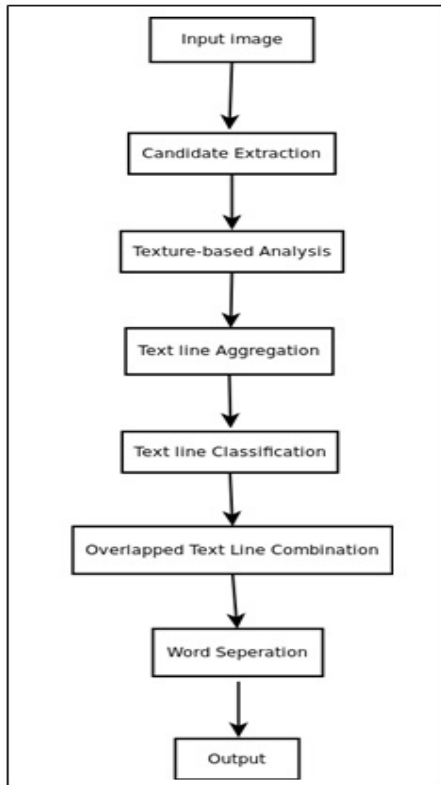 Input image
Candidate Extraction
Texture-based Analysis
Text line Aggregation
Text line Classification
Overlapped Text Line Combination
Word Seperation
Output